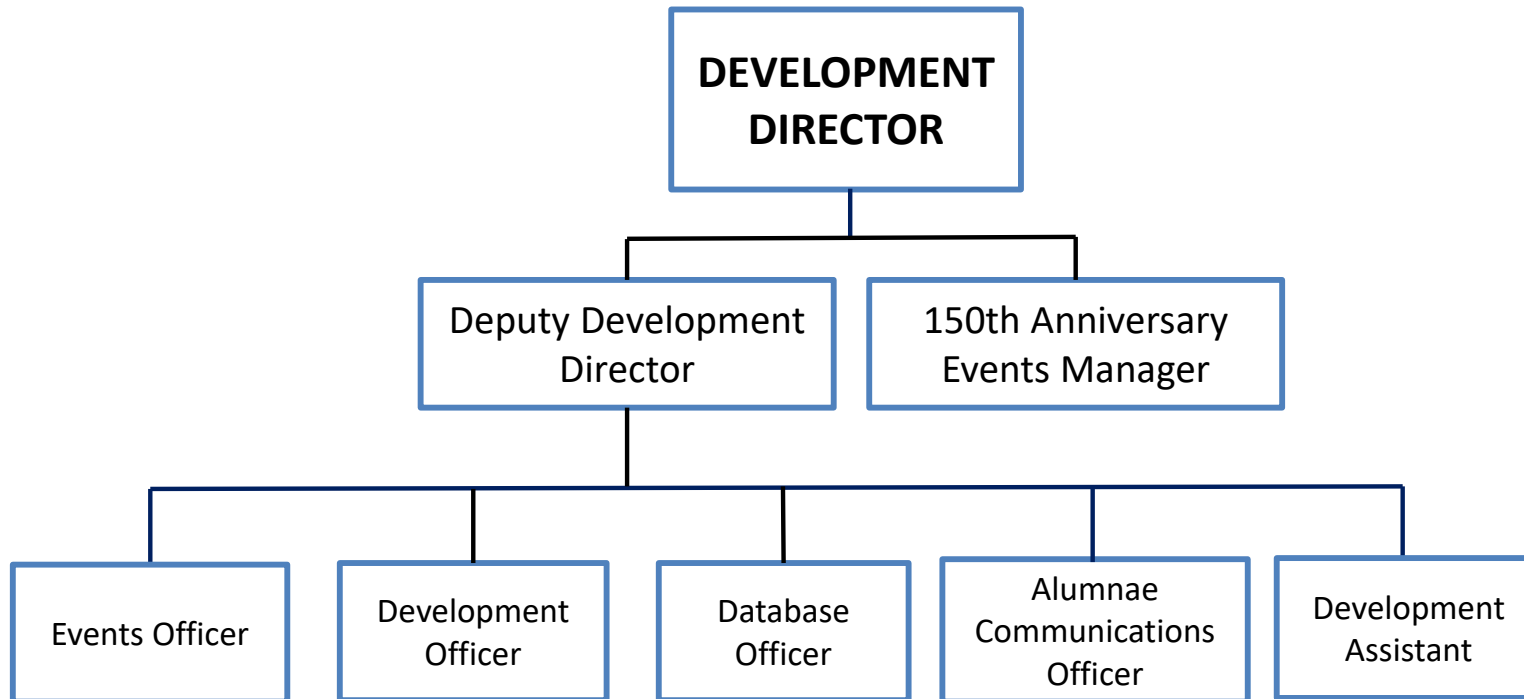 DEVELOPMENT
DIRECTOR
Deputy Development
Director
150th Anniversary
Events Manager
Events Officer
Development
Officer
Database
Officer
Alumnae
Communications
Officer
Development
Assistant